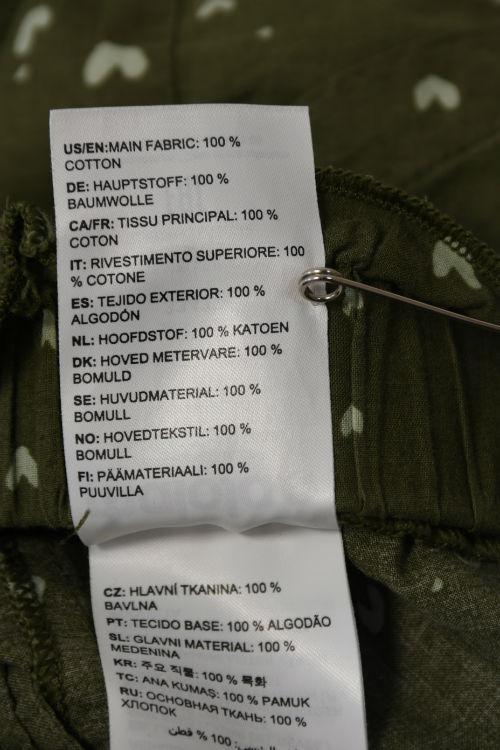 US/EN:MAIN FABRIC: 100 %
COTTON
DE: HAUPTSTOFF: 100 %
BAUMWOLLE
CA/FR: TISSU PRINCIPAL: 100 %
COTON
IT: RIVESTIMENTO SUPERIORE: 100
% COTONE
ES: TEJIDO EXTERIOR: 100 %
ALGODÓN
NL: HOOFDSTOF: 100 % KATOEN
DK: HOVED METERVARE: 100 %
BOMULD
SE: HUVUDMATERIAL: 100 %
BOMULL
NO: HOVEDTEKSTIL: 100 %
BOMULL
FI: PÄÄMATERIAALI: 100 %
PUUVILLA
CZ: HLAVNÍ TKANINA: 100 %
BAVLNA
PT: TECIDO BASE: 100 % ALGODÃO
SL: GLAVNI MATERIAL: 100 %
MEDENINA
KR: 주요 직물: 100 % 목화
TC: ANA KUMAŞ: 100 % PAMUK
RU: ОСНОВНАЯ ТКАНЬ: 100 %
ХЛОПОК
100 % قطن